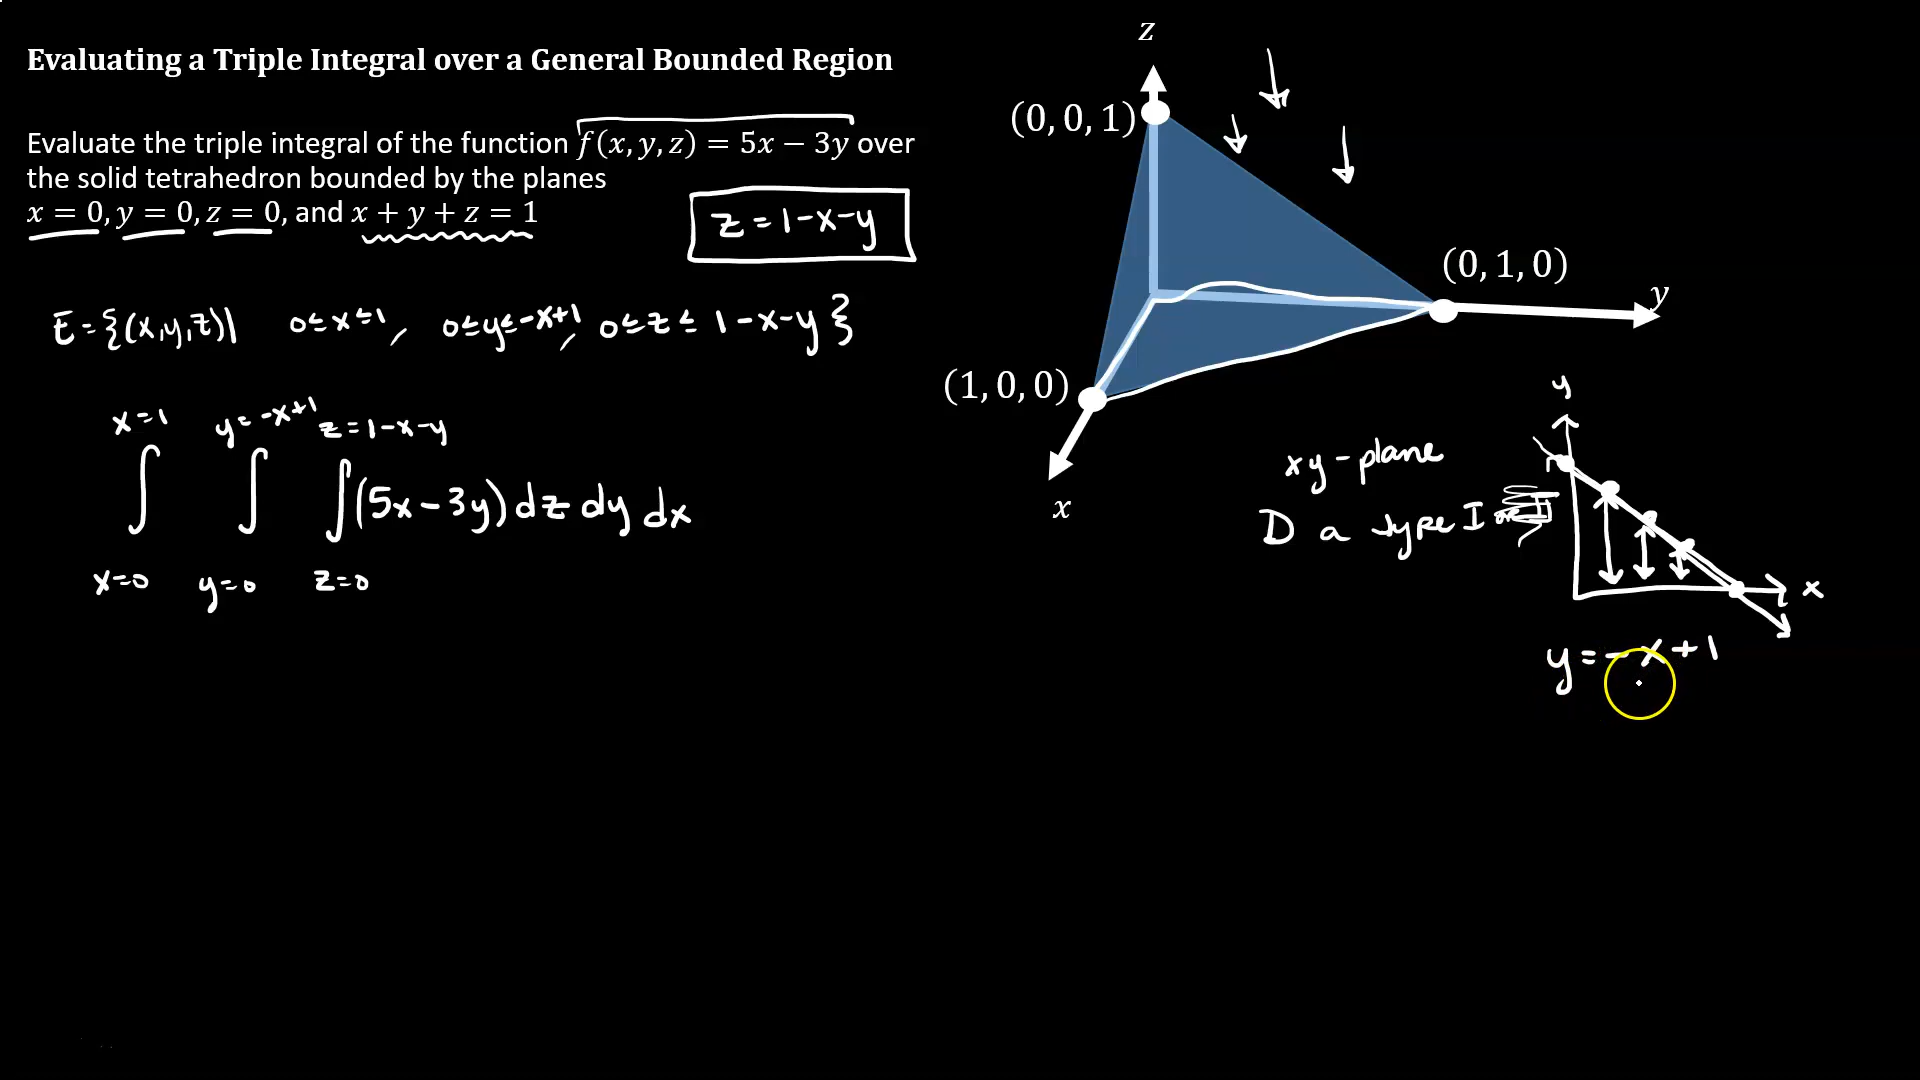 Evaluating a Triple Integral over a General Bounded Region
Evaluate the triple integral of the function f(x, y, z) = 5x − 3y over
the solid tetrahedron bounded by the planes
x = 0, y = 0, z = 0, and x + y + z = 1
z = 1-x-y
E = {(x,y,z)| 0≤x≤1, 0≤y≤-x+1, 0≤z≤1-x-y}
x=1 y=-x+1 z=1-x-y
∫ ∫ ∫(5x-3y)dz dy dx
x=0 y=0 z=0
z
(0, 0, 1)
(0, 1, 0)
y
(1, 0, 0)
x
xy-plane
D a type I
y
x
y=-x+1